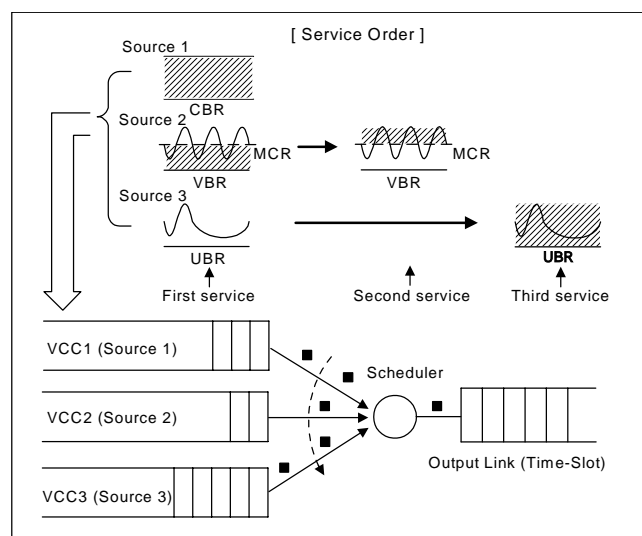 [ Service Order ]
Source 1
CBR
Source 2
MCR
VBR
MCR
VBR
Source 3
UBR
UBR
First service
Second service
Third service
VCC1 (Source 1)
Scheduler
VCC2 (Source 2)
Output Link (Time-Slot)
VCC3 (Source 3)